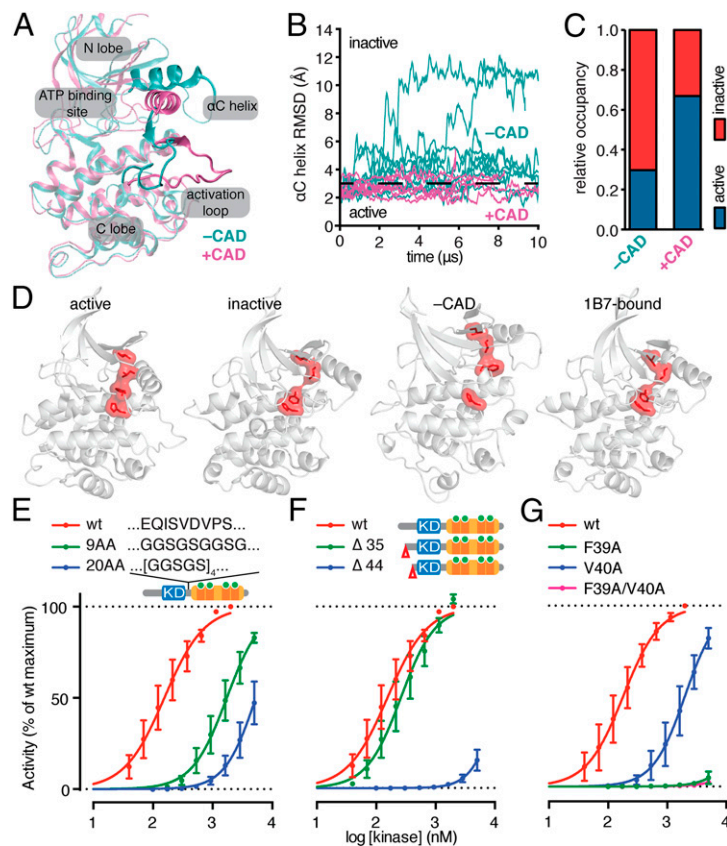 A
N lobe
ATP binding
site
αC helix
activation
loop
C lobe
–CAD
+CAD
B
αC helix RMSD (Å)
14
12
10
8
6
4
2
0
inactive
–CAD
active
+CAD
0 2 4 6 8 10
time (µs)
C
relative occupancy
1.0
0.8
0.6
0.4
0.2
0.0
–CAD
+CAD
inactive
active
D
active
inactive
–CAD
1B7-bound
E
wt ...EQISVDVPS...
9AA ...GGSGSGGSG...
20AA ...[GGSGS]4...
KD
Activity (% of wt maximum)
100
50
0
1 2 3 4
F
wt
Δ 35
Δ 44
KD
KD
KD
1 2 3 4
log [kinase] (nM)
G
wt
F39A
V40A
F39A/V40A
1 2 3 4